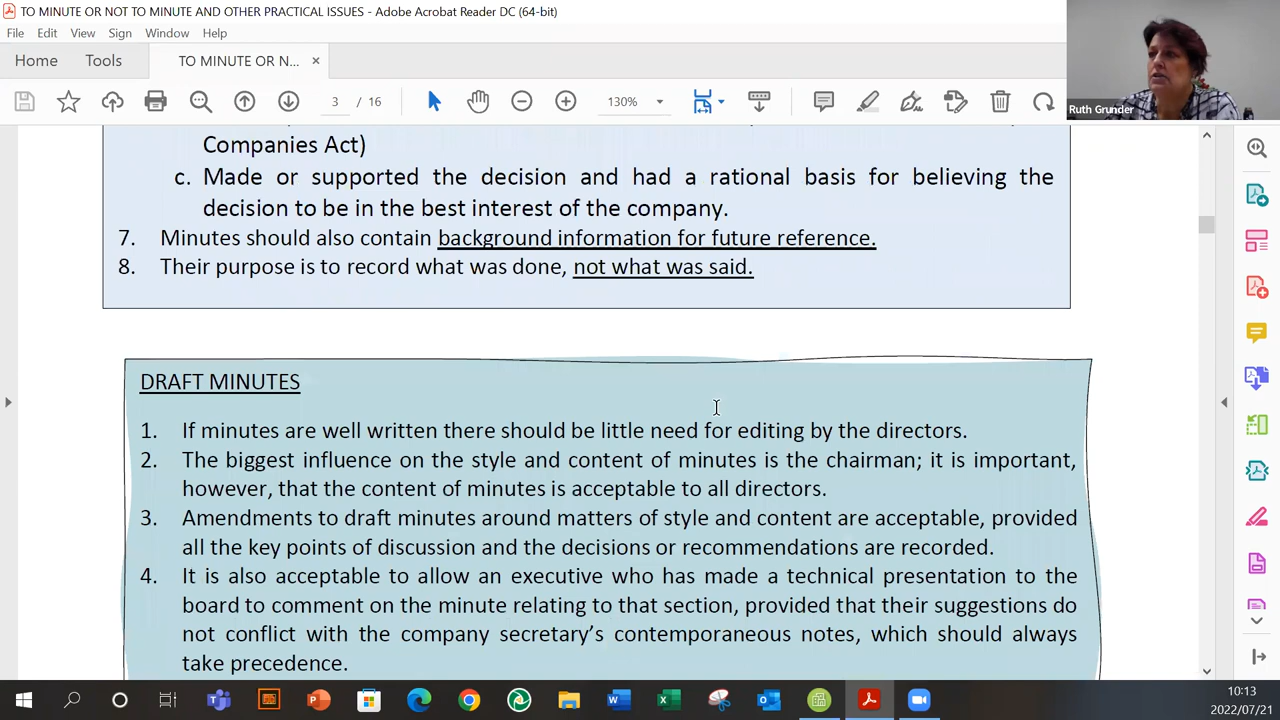 TO MINUTE OR NOT TO MINUTE AND OTHER PRACTICAL ISSUES - Adobe Acrobat Reader DC (64-bit)
File Edit View Sign Window Help
Home Tools TO MINUTE OR N... ×
3 / 16 130%
Ruth Grunder
Companies Act)
c. Made or supported the decision and had a rational basis for believing the
decision to be in the best interest of the company.
7. Minutes should also contain background information for future reference.
8. Their purpose is to record what was done, not what was said.
DRAFT MINUTES
1. If minutes are well written there should be little need for editing by the directors.
2. The biggest influence on the style and content of minutes is the chairman; it is important,
however, that the content of minutes is acceptable to all directors.
3. Amendments to draft minutes around matters of style and content are acceptable, provided
all the key points of discussion and the decisions or recommendations are recorded.
4. It is also acceptable to allow an executive who has made a technical presentation to the
board to comment on the minute relating to that section, provided that their suggestions do
not conflict with the company secretary’s contemporaneous notes, which should always
take precedence.
10:13
2022/07/21